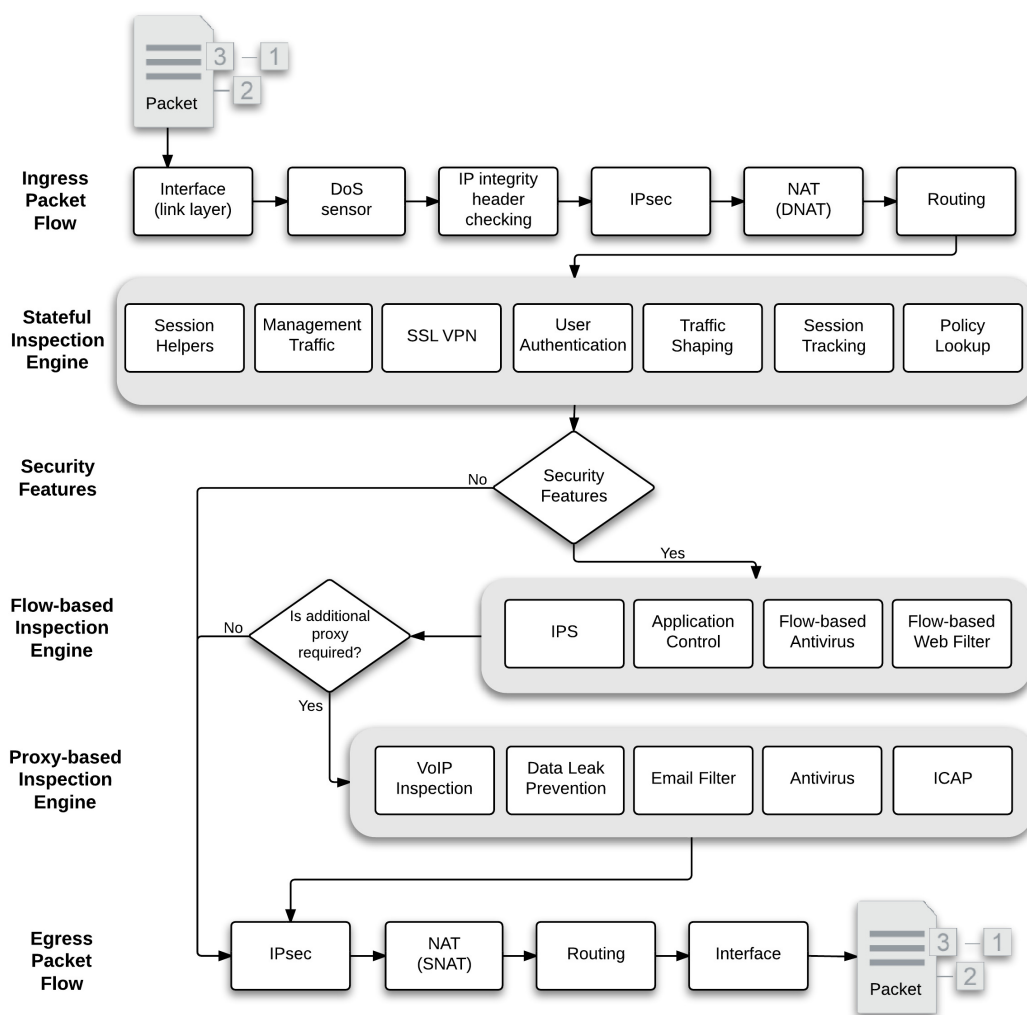 3
1
2
Packet
Ingress
Packet
Flow
Interface
(link layer)
DoS
sensor
IP integrity
header
checking
IPsec
NAT
(DNAT)
Routing
Stateful
Inspection
Engine
Session
Helpers
Management
Traffic
SSL VPN
User
Authentication
Traffic
Shaping
Session
Tracking
Policy
Lookup
Security
Features
No
Security
Features
Yes
Flow-based
Inspection
Engine
No
Is additional
proxy
required?
Yes
IPS
Application
Control
Flow-based
Antivirus
Flow-based
Web Filter
Proxy-based
Inspection
Engine
VoIP
Inspection
Data Leak
Prevention
Email Filter
Antivirus
ICAP
Egress
Packet
Flow
IPsec
NAT
(SNAT)
Routing
Interface
3
1
2
Packet